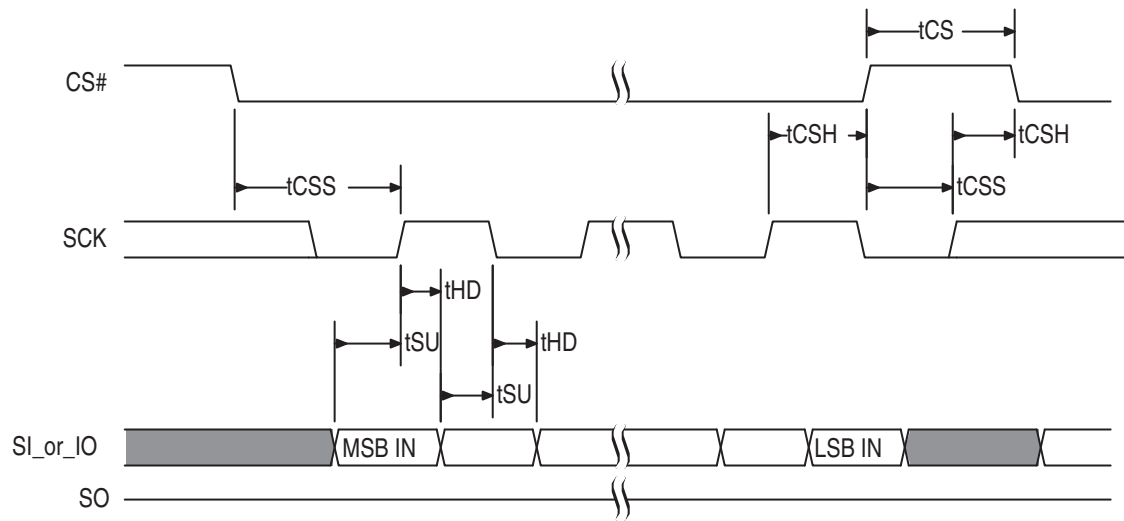 tCS
CS#
tCSH
tCSH
tCSS
tCSS
SCK
tHD
tSU
tHD
tSU
SI_or_IO
MSB IN
LSB IN
SO